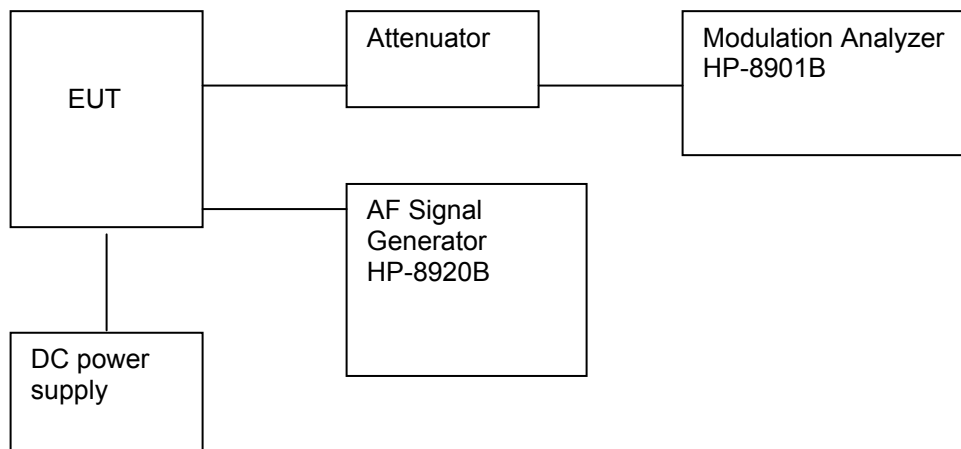 EUT
Attenuator
Modulation Analyzer
HP-8901B
AF Signal
Generator
HP-8920B
DC power
supply